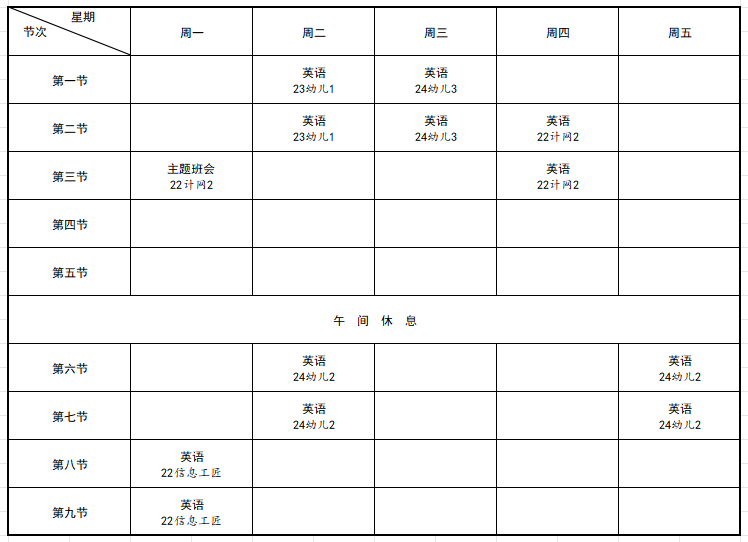 星期
节次
周一
周二
周三
周四
周五
第一节
英语
23幼儿1
英语
24幼儿3
第二节
英语
23幼儿1
英语
24幼儿3
英语
22计网2
第三节
主题班会
22计网2
英语
22计网2
第四节
第五节
午 间 休 息
第六节
英语
24幼儿2
英语
24幼儿2
第七节
英语
24幼儿2
英语
24幼儿2
第八节
英语
22信息工匠
第九节
英语
22信息工匠